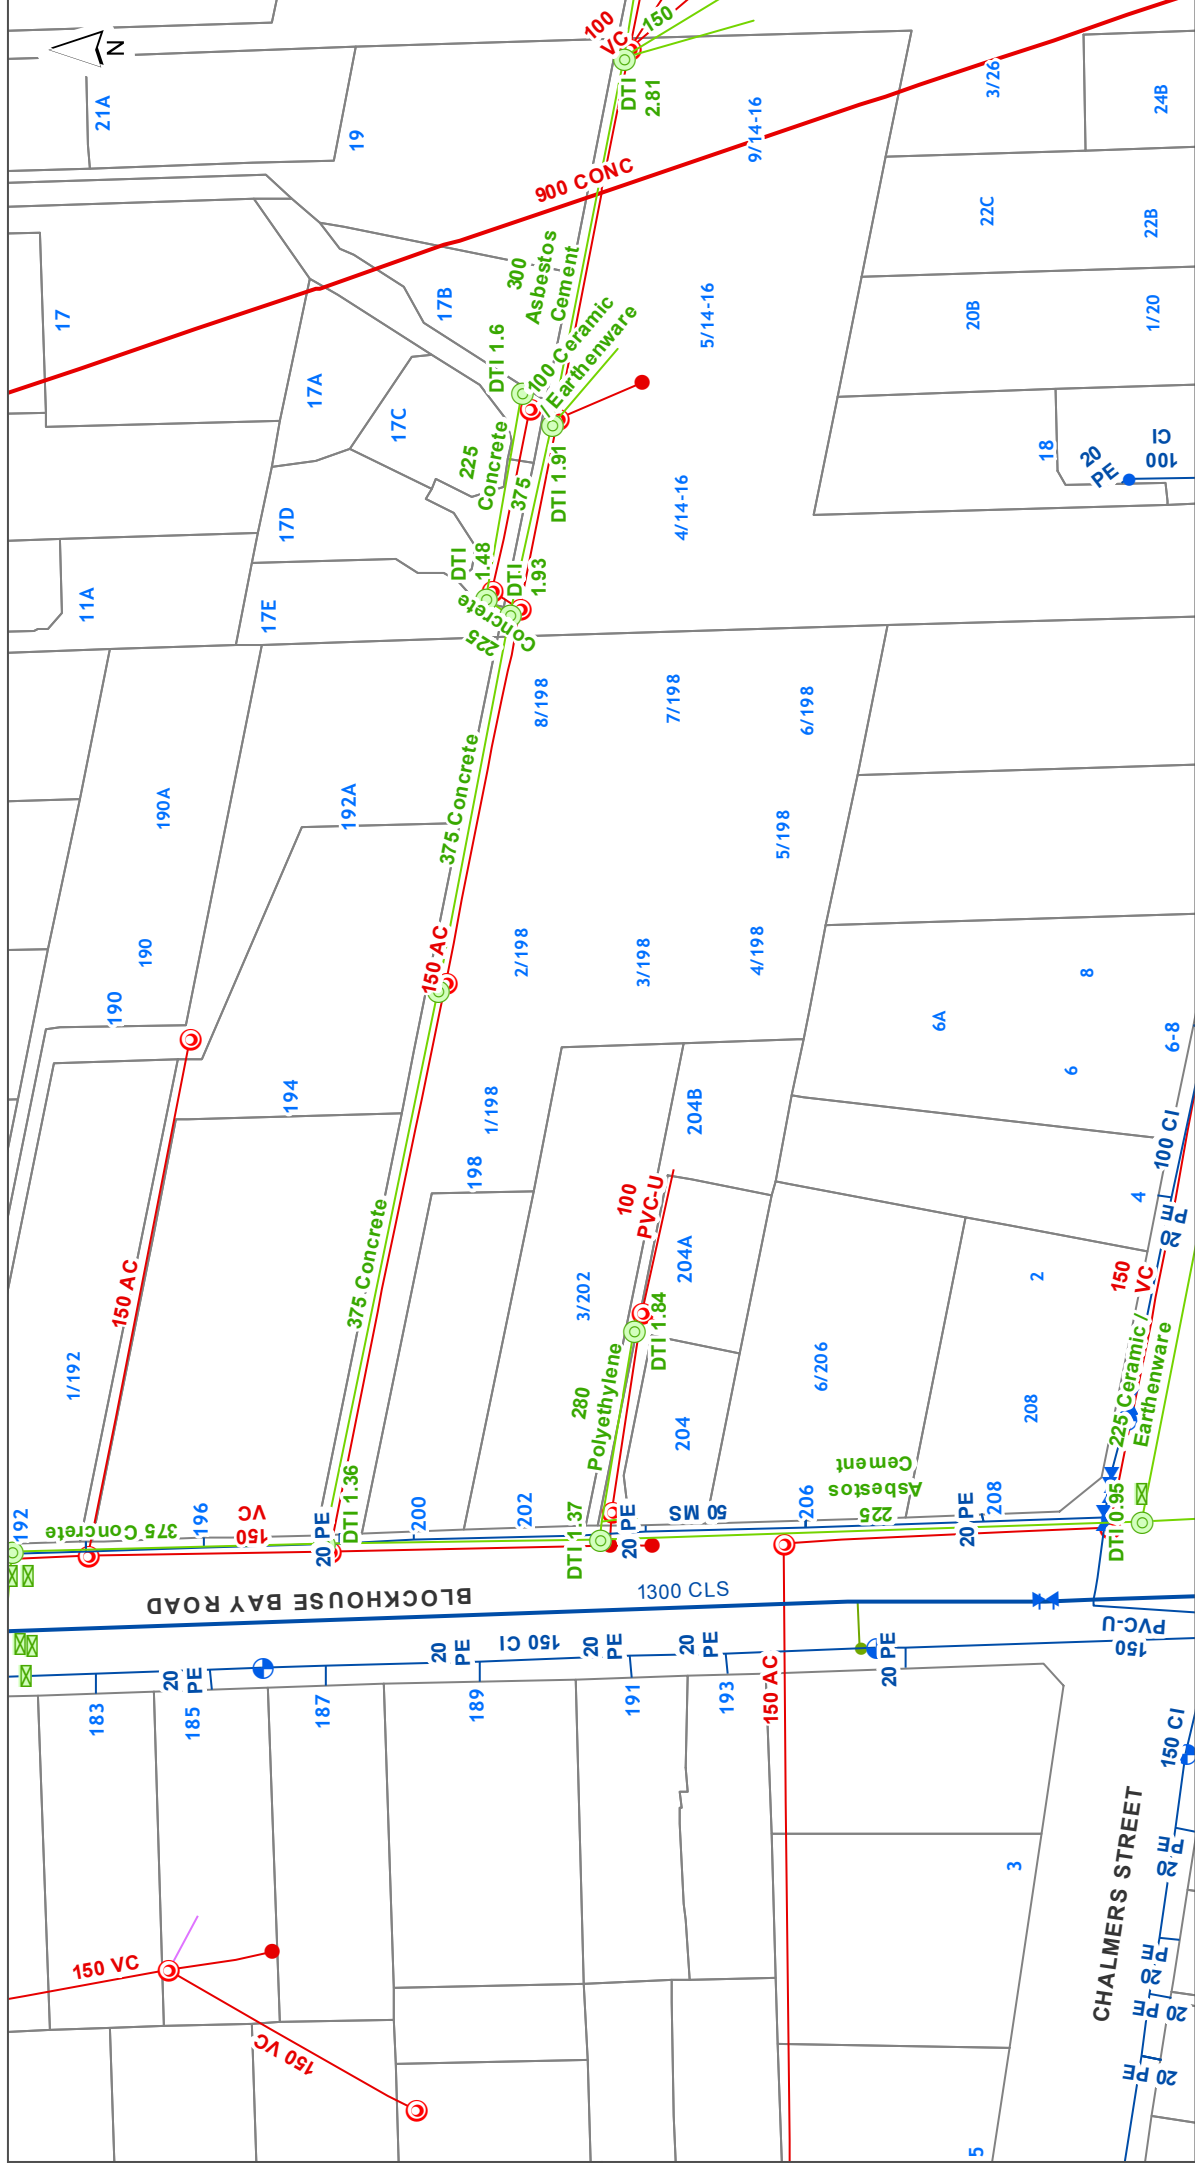 N
21A
19
100
VC
150
DTI
2.81
3/26
24B
9/14-16
900 CONC
22C
22B
17
17B
300
Asbestos
Cement
5/14-16
20B
1/20
17A
17C
DTI 1.6
100 Ceramic
Earthenware
225
Concrete
375
DTI 1.91
18
20
PE
100
CI
17D
4/14-16
11A
17E
DTI
1.48
DTI
1.93
225
Concrete
8/198
7/198
6/198
190A
192A
375 Concrete
5/198
190
190
150 AC
2/198
3/198
4/198
8
6A
6
6-8
194
1/198
198
204B
100 CI
4
20
PE
150 AC
375 Concrete
100
PVC-U
204A
3/202
DTI 1.84
2
150
VC
1/192
280
Polyethylene
204
6/206
208
225 Ceramic /
Earthenware
192
375 Concrete
196
150
VC
20 PE
DTI 1.36
200
202
DTI 1.37
20 PE
50 MS
206
225
Asbestos
Cement
208
20 PE
DTI 0.95
BLOCKHOUSE BAY ROAD
1300 CLS
150
PVC-U
20
PE
150 CI
20
PE
20
PE
20
PE
20 PE
183
185
187
189
191
193
150 AC
150 CI
CHALMERS STREET
3
20
PE
20
PE
20 PE
20 PE
150 VC
150 VC
5